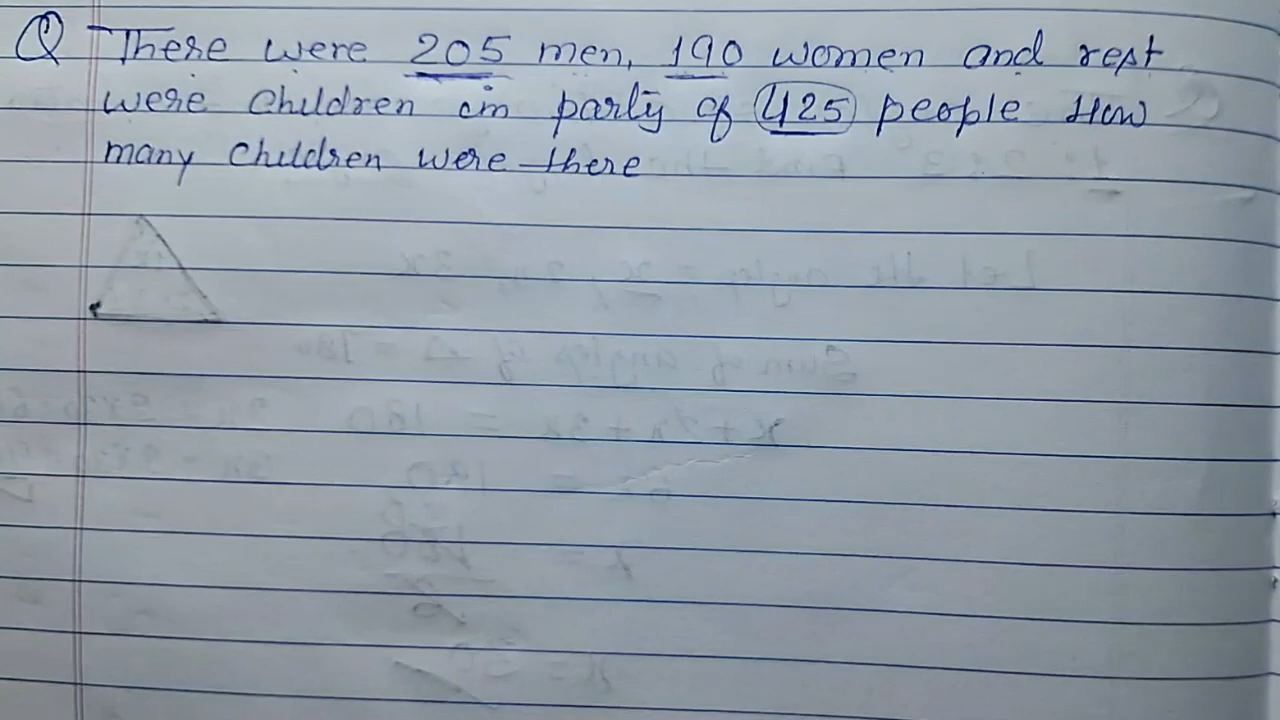 Q There were 205 men, 190 women and rest
were children in party of 425 people How
many children were there